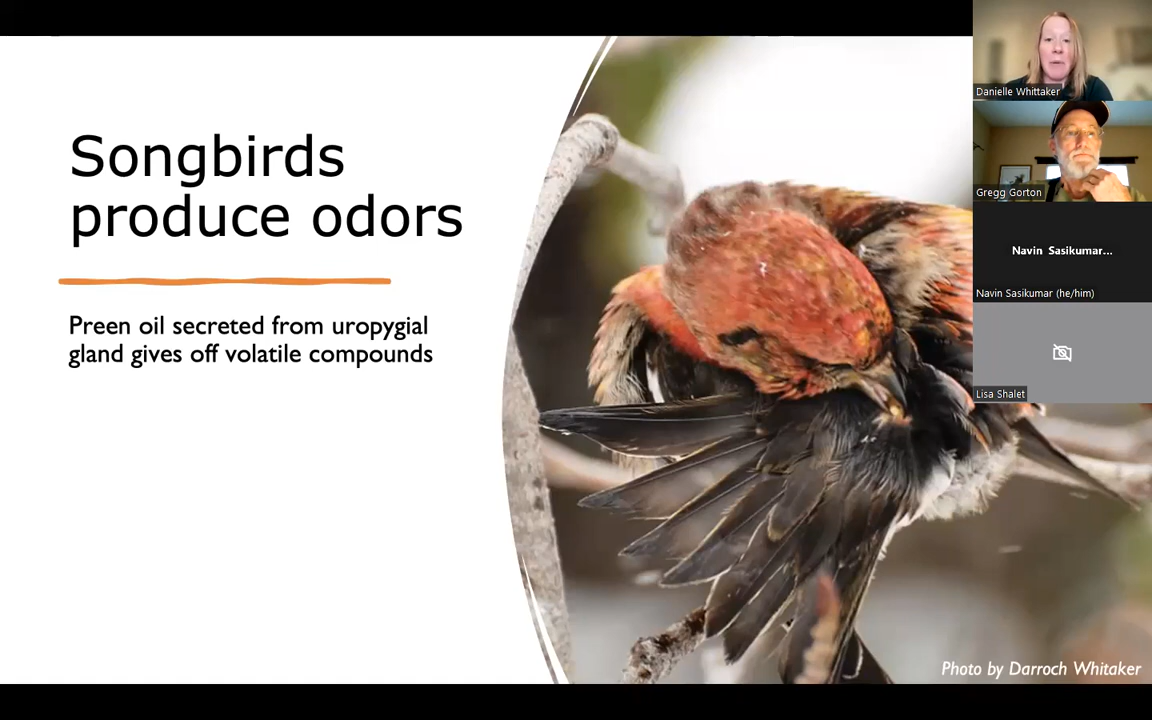 Songbirds
produce odors
Preen oil secreted from uropygial
gland gives off volatile compounds
Photo by Darroch Whitaker
Danielle Whittaker
Gregg Gorton
Navin Sasikumar...
Navin Sasikumar (he/him)
Lisa Shalet